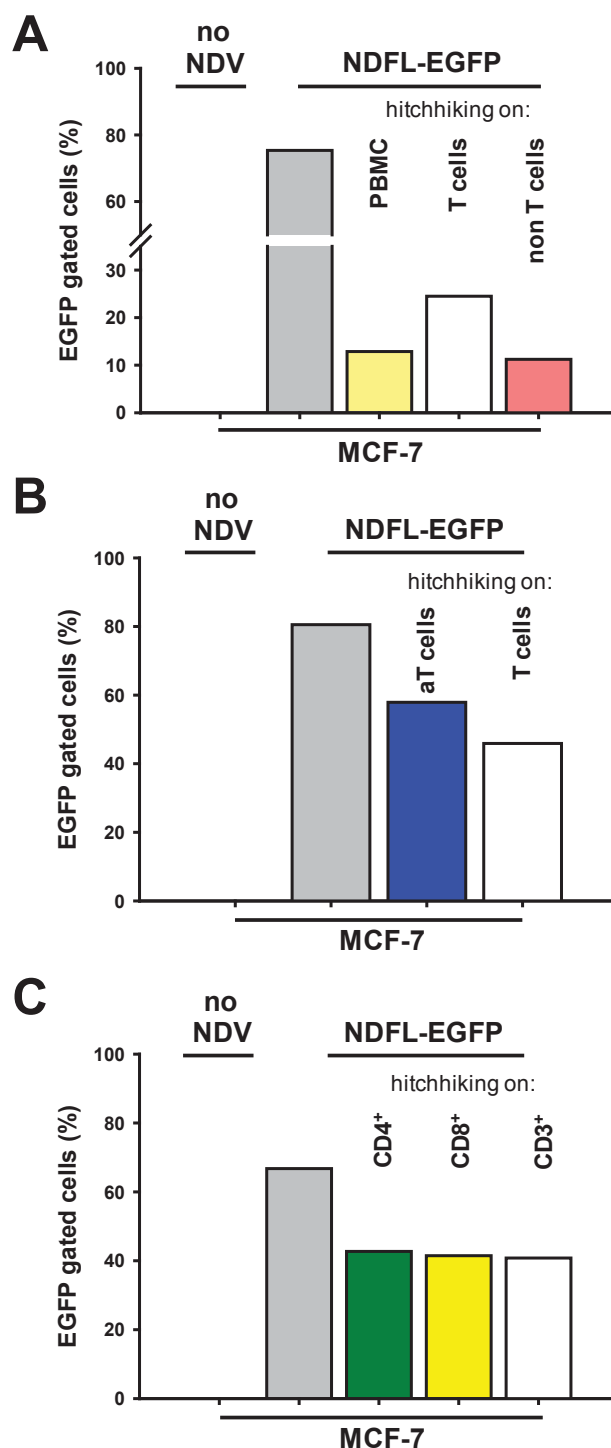 A
no
NDV
NDFL-EGFP
hitchhiking on:
PBMC
T cells
non T cells
EGFP gated cells (%)
100
80
60
30
20
10
0
MCF-7
B
no
NDV
NDFL-EGFP
hitchhiking on:
aT cells
T cells
EGFP gated cells (%)
100
80
60
40
20
0
MCF-7
C
no
NDV
NDFL-EGFP
hitchhiking on:
CD4⁺
CD8⁺
CD3⁺
EGFP gated cells (%)
100
80
60
40
20
0
MCF-7